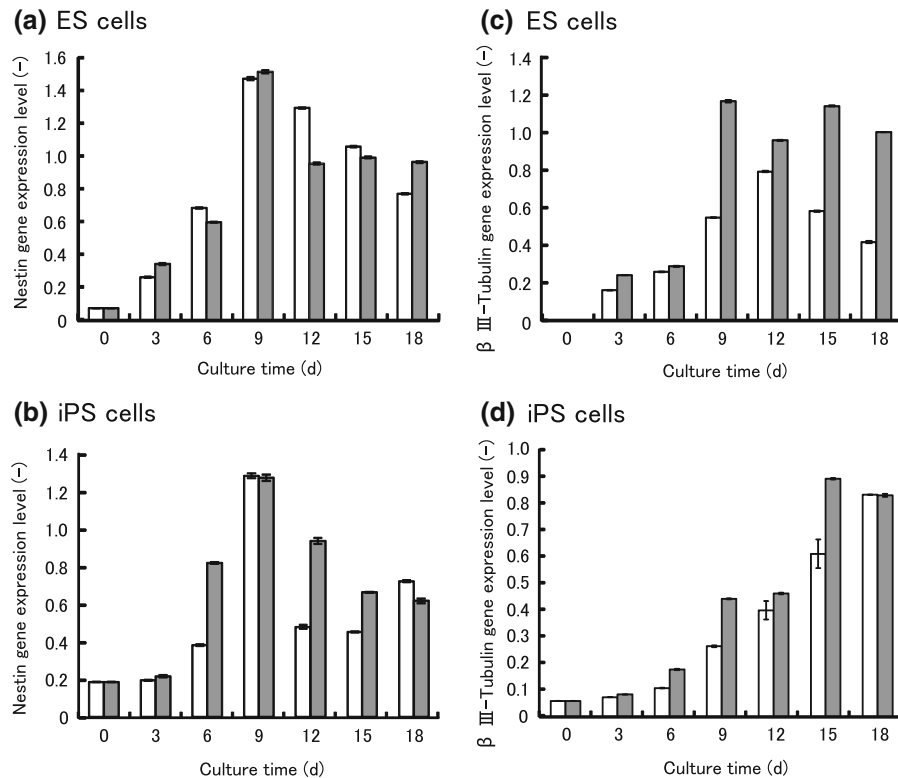 (a) ES cells
Nestin gene expression level (-)
1.6
1.4
1.2
1.0
0.8
0.6
0.4
0.2
0
0 3 6 9 12 15 18
Culture time (d)
(c) ES cells
β Ⅲ-Tubulin gene expression level (-)
1.4
1.2
1.0
0.8
0.6
0.4
0.2
0
0 3 6 9 12 15 18
Culture time (d)
(b) iPS cells
Nestin gene expression level (-)
1.4
1.2
1.0
0.8
0.6
0.4
0.2
0
0 3 6 9 12 15 18
Culture time (d)
(d) iPS cells
β Ⅲ-Tubulin gene expression level (-)
1.0
0.9
0.8
0.7
0.6
0.5
0.4
0.3
0.2
0.1
0
0 3 6 9 12 15 18
Culture time (d)